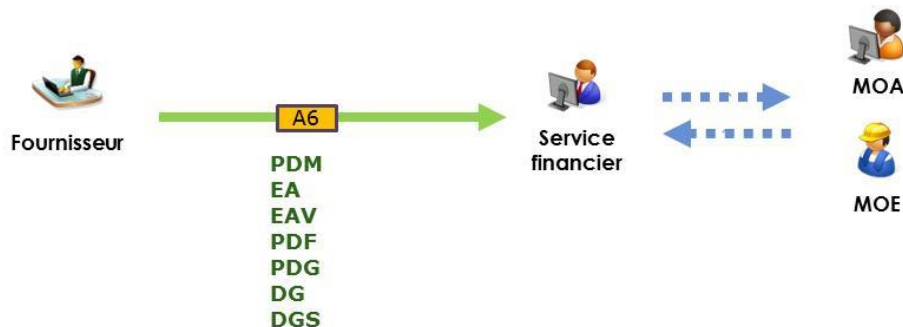 Fournisseur
A6
PDM
EA
EAV
PDF
PDG
DG
DGS
Service
financier
MOA
MOE